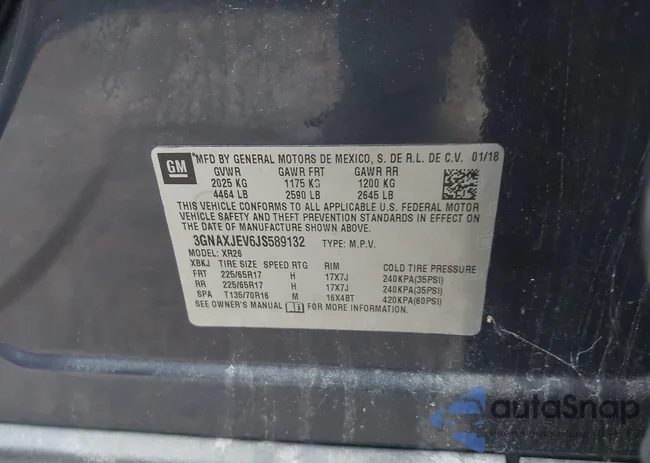 GM
MFD BY GENERAL MOTORS DE MEXICO, S. DE R.L. DE C.V. 01/18
GVWR GAWR FRT GAWR RR
2025 KG 1175 KG 1200 KG
4464 LB 2590 LB 2645 LB
THIS VEHICLE CONFORMS TO ALL APPLICABLE U.S. FEDERAL MOTOR
VEHICLE SAFETY AND THEFT PREVENTION STANDARDS IN EFFECT ON
THE DATE OF MANUFACTURE SHOWN ABOVE.
3GNAXJEV6JS589132 TYPE: M.P.V.
MODEL: XR26
XBKJ TIRE SIZE SPEED RTG RIM COLD TIRE PRESSURE
FRT 225/65R17 H 17X7J 240KPA(35PSI)
RR 225/65R17 H 17X7J 240KPA(35PSI)
SPA T135/70R16 M 16X4BT 420KPA(60PSI)
SEE OWNER'S MANUAL FOR MORE INFORMATION.
autaSnap